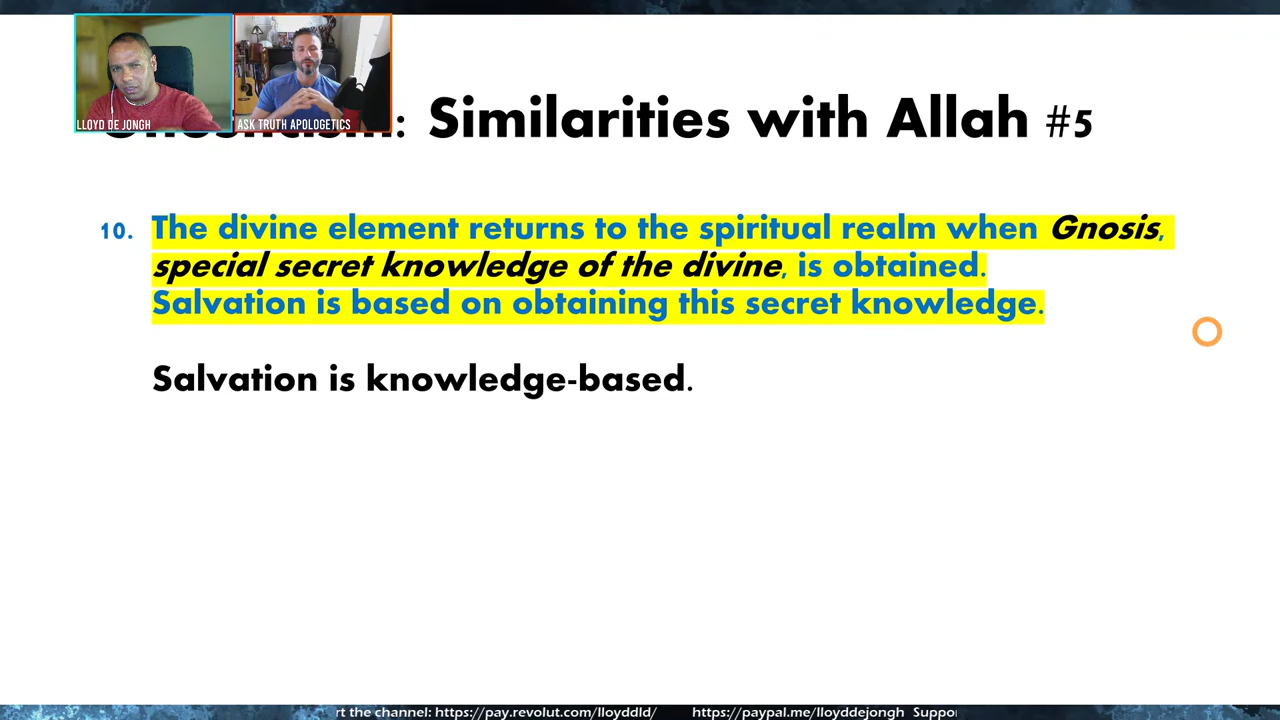 LLOYD DE JONGH
ASK TRUTH APOLOGETICS
: Similarities with Allah #5
10. The divine element returns to the spiritual realm when Gnosis,
special secret knowledge of the divine, is obtained.
Salvation is based on obtaining this secret knowledge.
Salvation is knowledge-based.
rt the channel: https://pay.revolut.com/lloyddld/ https://paypal.me/lloyddejongh Suppo